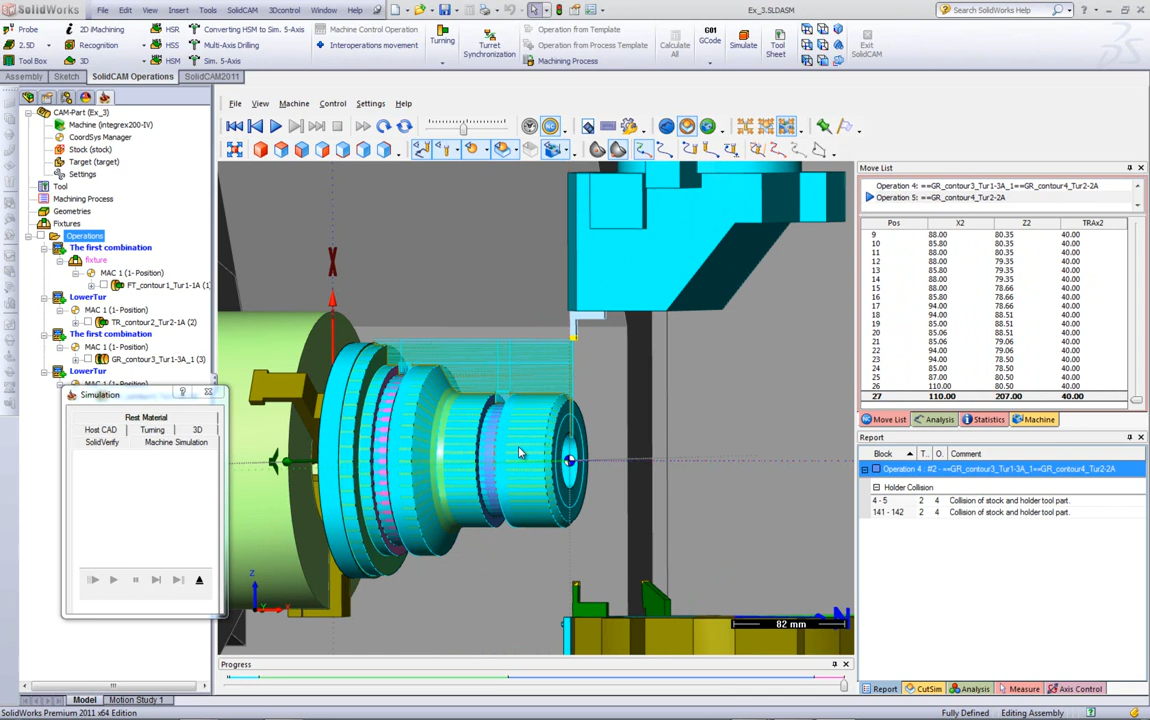 SolidWorks File Edit View Insert Tools SolidCAM 3Dcontrol Window Help Ex_3.SLDASM Search SolidWorks Help
Probe 2D iMachining HSR Converting HSM to Sim. 5-Axis Machine Control Operation Operation from Template
2.5D Recognition HSS Multi-Axis Drilling Interoperations movement Turning Turret Synchronization Operation from Process Template Calculate All G01 GCode Simulate Tool Sheet Exit SolidCAM
Tool Box 3D HSM Sim. 5-Axis Machining Process
Assembly Sketch SolidCAM Operations SolidCAM2011
File View Machine Control Settings Help
CAM-Part (Ex_3)
Machine (integrex200-IV)
CoordSys Manager
Stock (stock)
Target (target)
Settings
Tool
Machining Process
Geometries
Fixtures
Operations
The first combination
fixture
MAC 1 (1- Position)
FT_contour1_Tur1-1A (1)
LowerTur
MAC 1 (1- Position)
TR_contour2_Tur2-1A (2)
The first combination
MAC 1 (1- Position)
GR_contour3_Tur1-3A_1 (3)
LowerTur
MAC 1 (1- Position)
Simulation
Rest Material
Host CAD Turning 3D
SolidVerify Machine Simulation
X
Z
82 mm
Progress
Move List
Operation 4: ==GR_contour3_Tur1-3A_1==GR_contour4_Tur2-2A
Operation 5: ==GR_contour4_Tur2-2A
Pos X2 Z2 TRAx2
9 88.00 80.35 40.00
10 85.80 80.35 40.00
11 88.00 80.35 40.00
12 88.00 79.35 40.00
13 85.80 79.35 40.00
14 88.00 79.35 40.00
15 88.00 78.66 40.00
16 85.80 78.66 40.00
17 94.00 78.66 40.00
18 94.00 88.51 40.00
19 85.00 88.51 40.00
20 85.06 79.06 40.00
21 85.06 79.06 40.00
22 94.00 79.06 40.00
23 94.00 78.50 40.00
24 85.00 78.50 40.00
25 87.00 80.50 40.00
26 110.00 80.50 40.00
27 110.00 207.00 40.00
Move List Analysis Statistics Machine
Report
Block T.. O. Comment
Operation 4 : #2 - ==GR_contour3_Tur1-3A_1==GR_contour4_Tur2-2A
Holder Collision
4 - 5 2 4 Collision of stock and holder tool part.
141 - 142 2 4 Collision of stock and holder tool part.
Report CutSim Analysis Measure Axis Control
Model Motion Study 1
SolidWorks Premium 2011 x64 Edition Fully Defined Editing Assembly